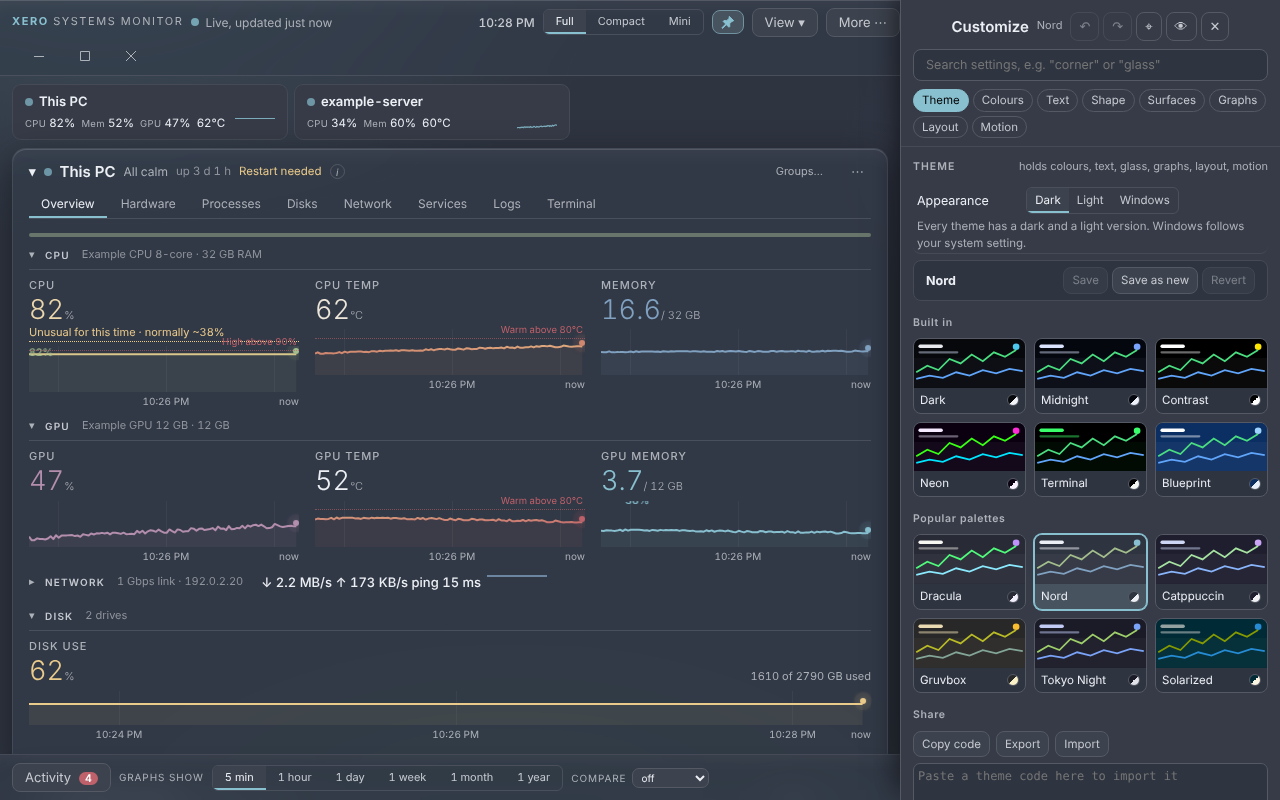 XERO SYSTEMS MONITOR Live, updated just now 10:28 PM Full Compact Mini View ▾ More ···
This PC
CPU 82% Mem 52% GPU 47% 62°C
example-server
CPU 34% Mem 60% 60°C
▾ This PC All calm up 3 d 1 h Restart needed i Groups... ···
Overview Hardware Processes Disks Network Services Logs Terminal
▾ CPU Example CPU 8-core · 32 GB RAM
CPU
82%
Unusual for this time · normally ~38%
High above 90%
82%
10:26 PM now
CPU TEMP
62°C
Warm above 80°C
10:26 PM now
MEMORY
16.6/ 32 GB
10:26 PM now
▾ GPU Example GPU 12 GB · 12 GB
GPU
47%
10:26 PM now
GPU TEMP
52°C
Warm above 80°C
10:26 PM now
GPU MEMORY
3.7/ 12 GB
10:26 PM now
▸ NETWORK 1 Gbps link · 192.0.2.20 ↓ 2.2 MB/s ↑ 173 KB/s ping 15 ms
▾ DISK 2 drives
DISK USE
62%
1610 of 2790 GB used
10:24 PM 10:26 PM 10:28 PM now
Activity 4 GRAPHS SHOW 5 min 1 hour 1 day 1 week 1 month 1 year COMPARE off
Customize Nord
Search settings, e.g. "corner" or "glass"
Theme Colours Text Shape Surfaces Graphs
Layout Motion
THEME holds colours, text, glass, graphs, layout, motion
Appearance Dark Light Windows
Every theme has a dark and a light version. Windows follows
your system setting.
Nord Save Save as new Revert
Built in
Dark Midnight Contrast
Neon Terminal Blueprint
Popular palettes
Dracula Nord Catppuccin
Gruvbox Tokyo Night Solarized
Share
Copy code Export Import
Paste a theme code here to import it